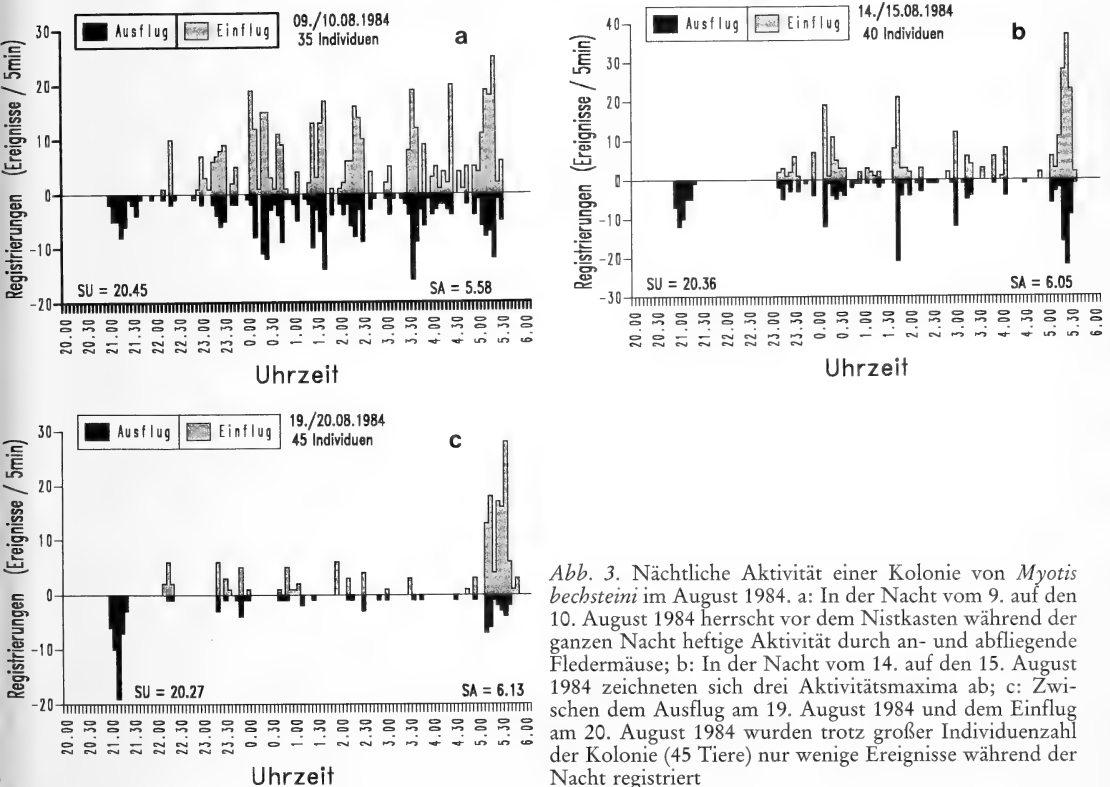 Ausflug Einflug
09./10.08.1984
35 Individuen
a
Registrierungen (Ereignisse / 5min)
30
20
10
0
-10
-20
SU = 20.45
SA = 5.58
20.00 20.30 21.00 21.30 22.00 22.30 23.00 23.30 0.00 0.30 1.00 1.30 2.00 2.30 3.00 3.30 4.00 4.30 5.00 5.30 6.00
Uhrzeit
Ausflug Einflug
14./15.08.1984
40 Individuen
b
Registrierungen (Ereignisse / 5min)
40
30
20
10
0
-10
-20
-30
SU = 20.36
SA = 6.05
20.00 20.30 21.00 21.30 22.00 22.30 23.00 23.30 0.00 0.30 1.00 1.30 2.00 2.30 3.00 3.30 4.00 4.30 5.00 5.30 6.00
Uhrzeit
Ausflug Einflug
19./20.08.1984
45 Individuen
c
Registrierungen (Ereignisse / 5min)
30
20
10
0
-10
-20
SU = 20.27
SA = 6.13
20.00 20.30 21.00 21.30 22.00 22.30 23.00 23.30 0.00 0.30 1.00 1.30 2.00 2.30 3.00 3.30 4.00 4.30 5.00 5.30 6.00
Uhrzeit
Abb. 3. Nächtliche Aktivität einer Kolonie von Myotis
bechsteini im August 1984. a: In der Nacht vom 9. auf den
10. August 1984 herrscht vor dem Nistkasten während der
ganzen Nacht heftige Aktivität durch an- und abfliegende
Fledermäuse; b: In der Nacht vom 14. auf den 15. August
1984 zeichneten sich drei Aktivitätsmaxima ab; c: Zwi-
schen dem Ausflug am 19. August 1984 und dem Einflug
am 20. August 1984 wurden trotz großer Individuenzahl
der Kolonie (45 Tiere) nur wenige Ereignisse während der
Nacht registriert